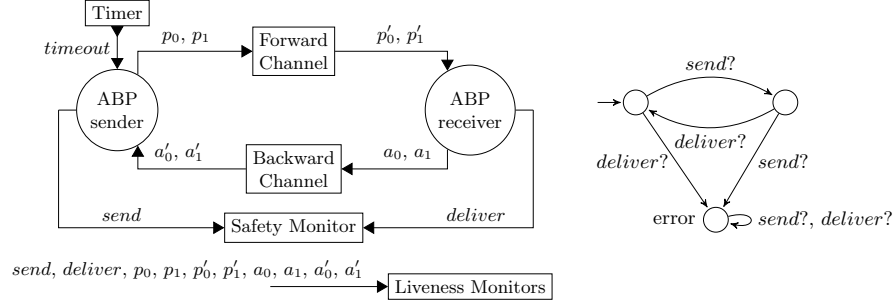 Timer
timeout
p₀, p₁
Forward
Channel
p′₀, p′₁
ABP
sender
ABP
receiver
a′₀, a′₁
Backward
Channel
a₀, a₁
send
Safety Monitor
deliver
send, deliver, p₀, p₁, p′₀, p′₁, a₀, a₁, a′₀, a′₁
Liveness Monitors
send?
deliver?
deliver?
send?
error
send?, deliver?